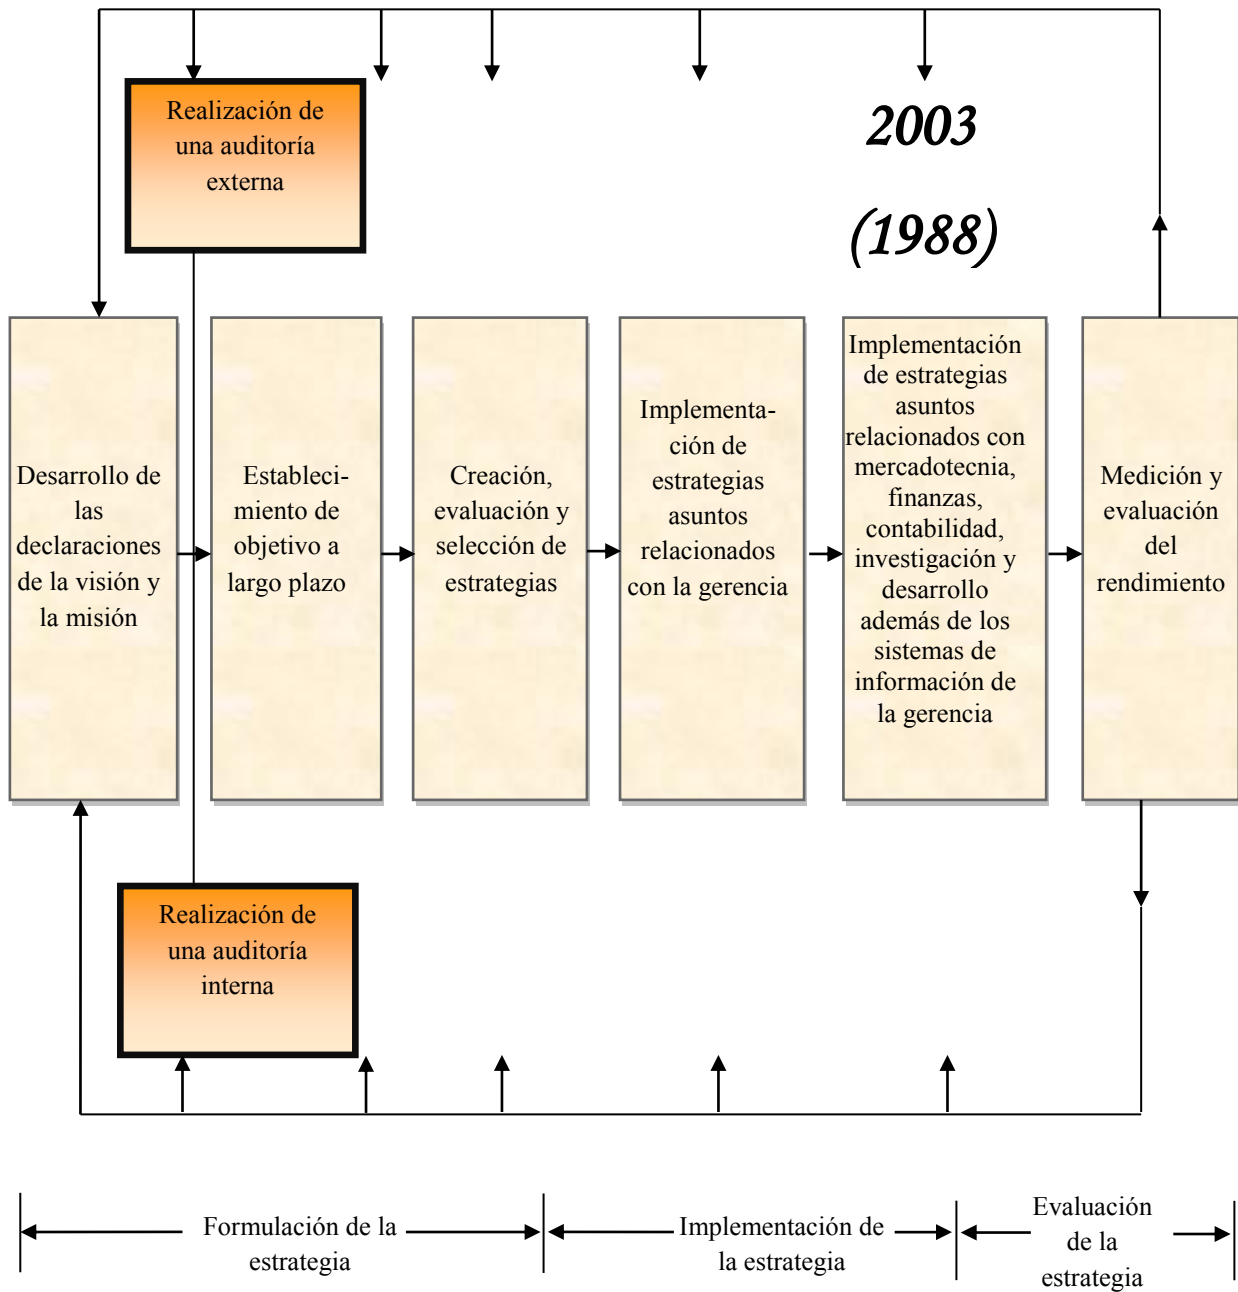 Realización de
una auditoría
externa
2003
(1988)
Desarrollo de
las
declaraciones
de la visión y
la misión
Estableci-
miento de
objetivo a
largo plazo
Creación,
evaluación y
selección de
estrategias
Implementa-
ción de
estrategias
asuntos
relacionados
con la gerencia
Implementación
de estrategias
asuntos
relacionados con
mercadotecnia,
finanzas,
contabilidad,
investigación y
desarrollo
además de los
sistemas de
información de
la gerencia
Medición y
evaluación
del
rendimiento
Realización de
una auditoría
interna
Formulación de la
estrategia
Implementación de
la estrategia
Evaluación
de la
estrategia